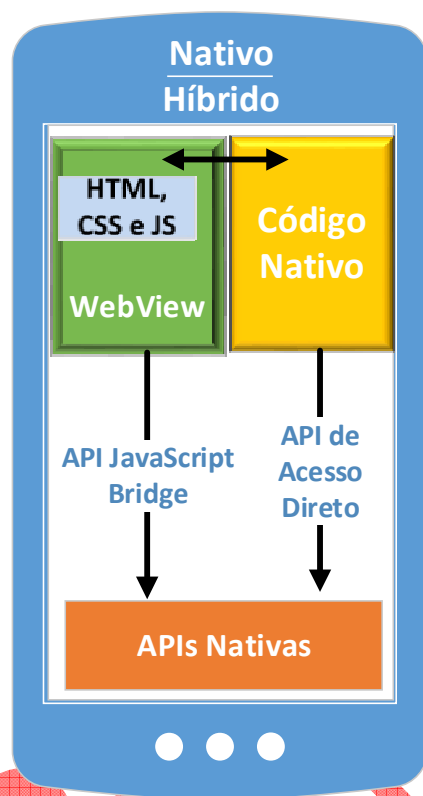 Nativo
Híbrido
HTML,
CSS e JS
WebView
Código
Nativo
API JavaScript
Bridge
API de
Acesso
Direto
APIs Nativas